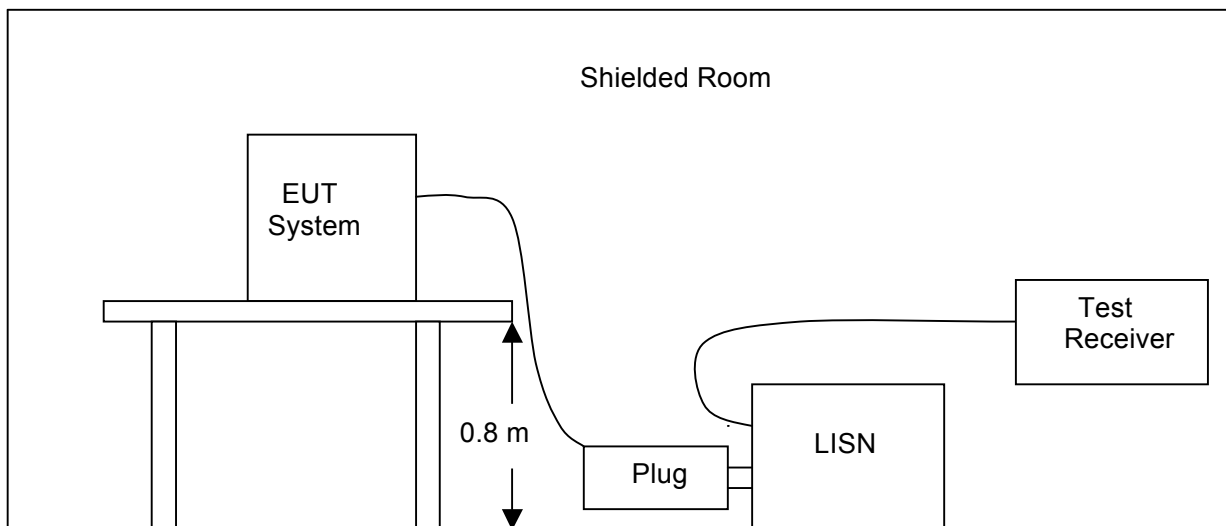 Shielded Room
EUT
System
Test
Receiver
0.8 m
LISN
Plug